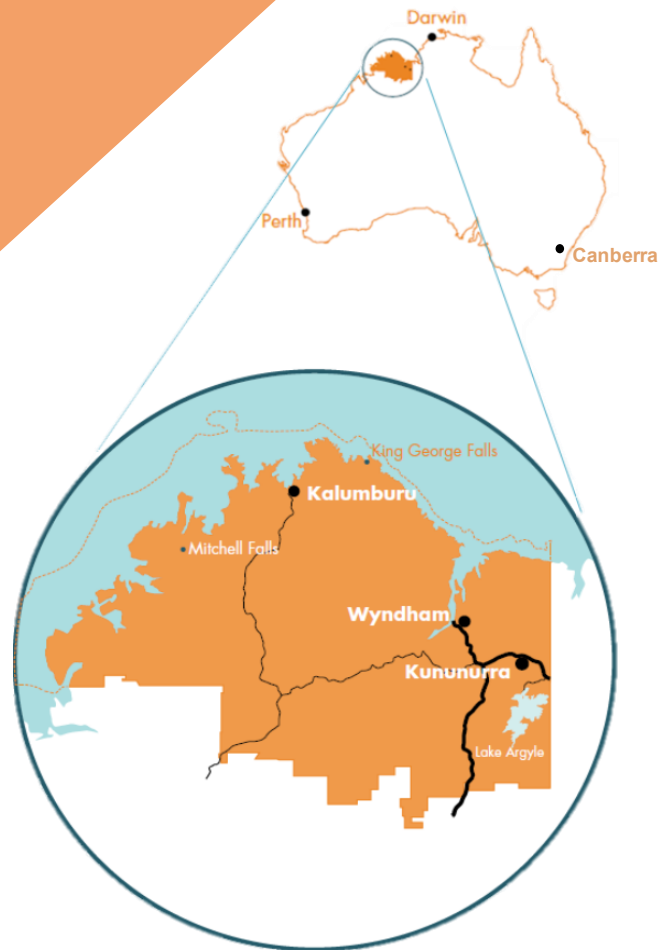 Darwin
Perth
Canberra
King George Falls
Kalumburu
Mitchell Falls
Wyndham
Kununurra
Lake Argyle